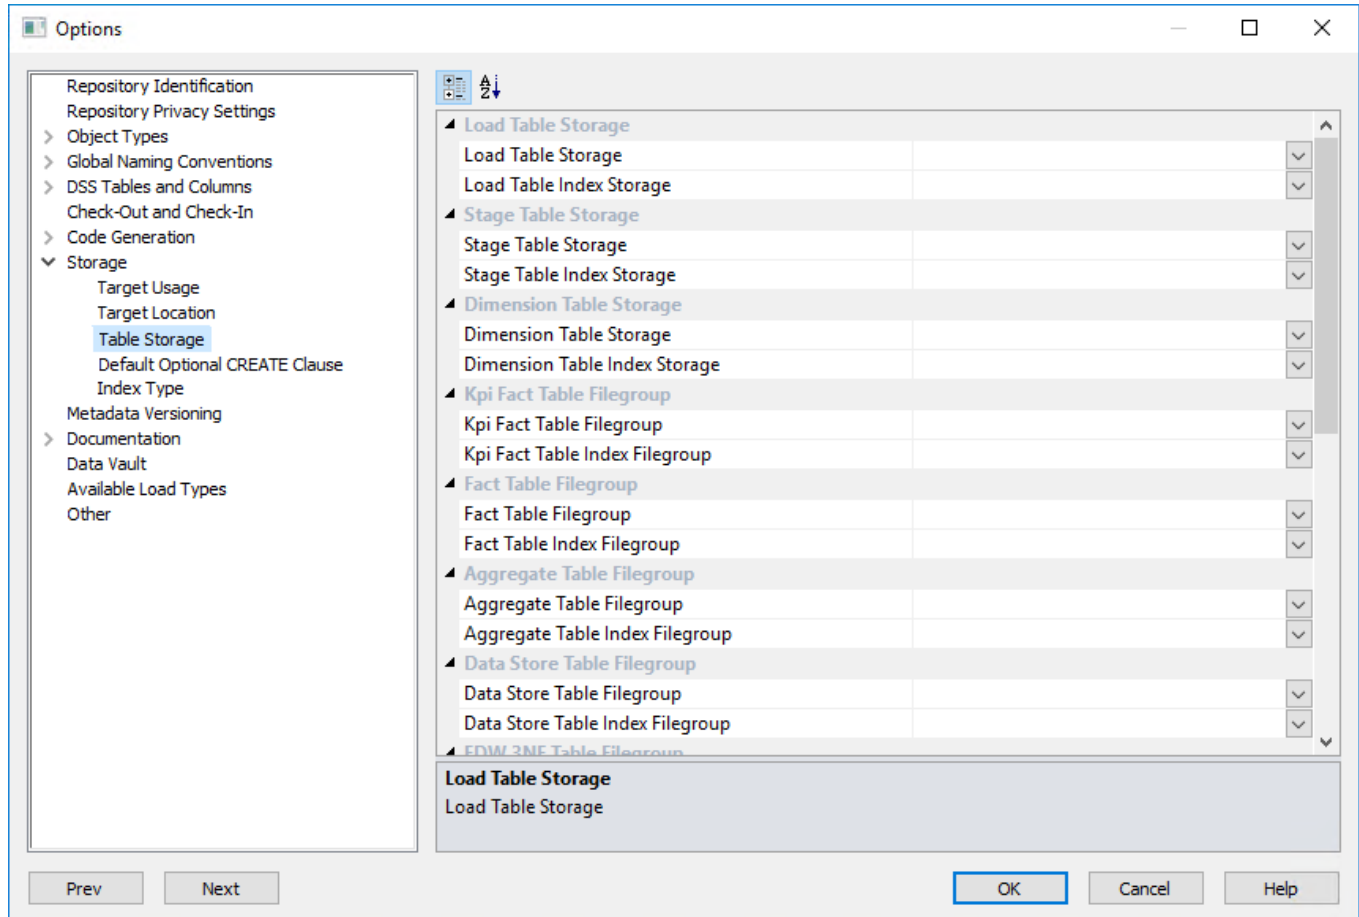 Options
Repository Identification
Repository Privacy Settings
Object Types
Global Naming Conventions
DSS Tables and Columns
Check-Out and Check-In
Code Generation
Storage
Target Usage
Target Location
Table Storage
Default Optional CREATE Clause
Index Type
Metadata Versioning
Documentation
Data Vault
Available Load Types
Other
Load Table Storage
Load Table Storage
Load Table Index Storage
Stage Table Storage
Stage Table Storage
Stage Table Index Storage
Dimension Table Storage
Dimension Table Storage
Dimension Table Index Storage
Kpi Fact Table Filegroup
Kpi Fact Table Filegroup
Kpi Fact Table Index Filegroup
Fact Table Filegroup
Fact Table Filegroup
Fact Table Index Filegroup
Aggregate Table Filegroup
Aggregate Table Filegroup
Aggregate Table Index Filegroup
Data Store Table Filegroup
Data Store Table Filegroup
Data Store Table Index Filegroup
EDW 3NF Table Filegroup
Load Table Storage
Load Table Storage
Prev Next OK Cancel Help